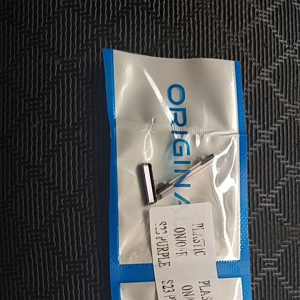 ORIGINA
PLASTIC
ON/OFF
S23 PURPLE
PLAS
ON/O
S23 P